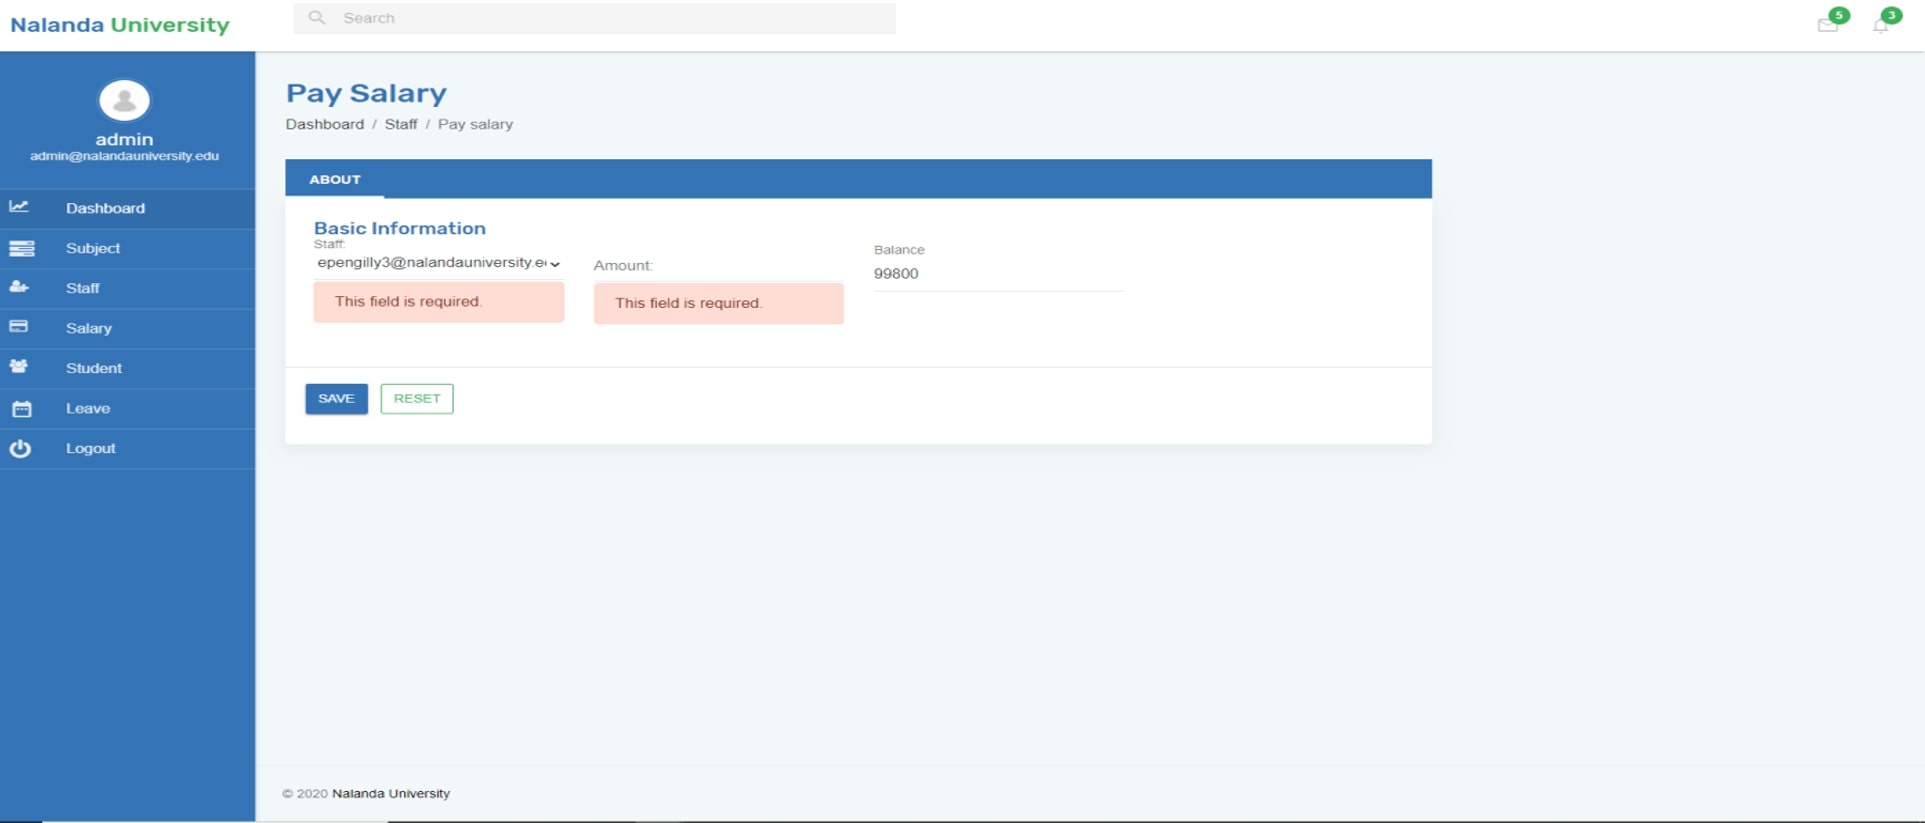 Nalanda University
Search
5
3
admin
admin@nalandauniversity.edu
Dashboard
Subject
Staff
Salary
Student
Leave
Logout
Pay Salary
Dashboard / Staff / Pay salary
ABOUT
Basic Information
Staff:
epengilly3@nalandauniversity.e
This field is required.
Amount:
This field is required.
Balance
99800
SAVE
RESET
© 2020 Nalanda University